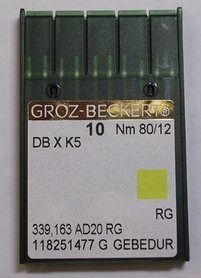 GROZ-BECKERT®
10 Nm 80/12
DB X K5
RG
339,163 AD20 RG
118251477 G GEBEDUR